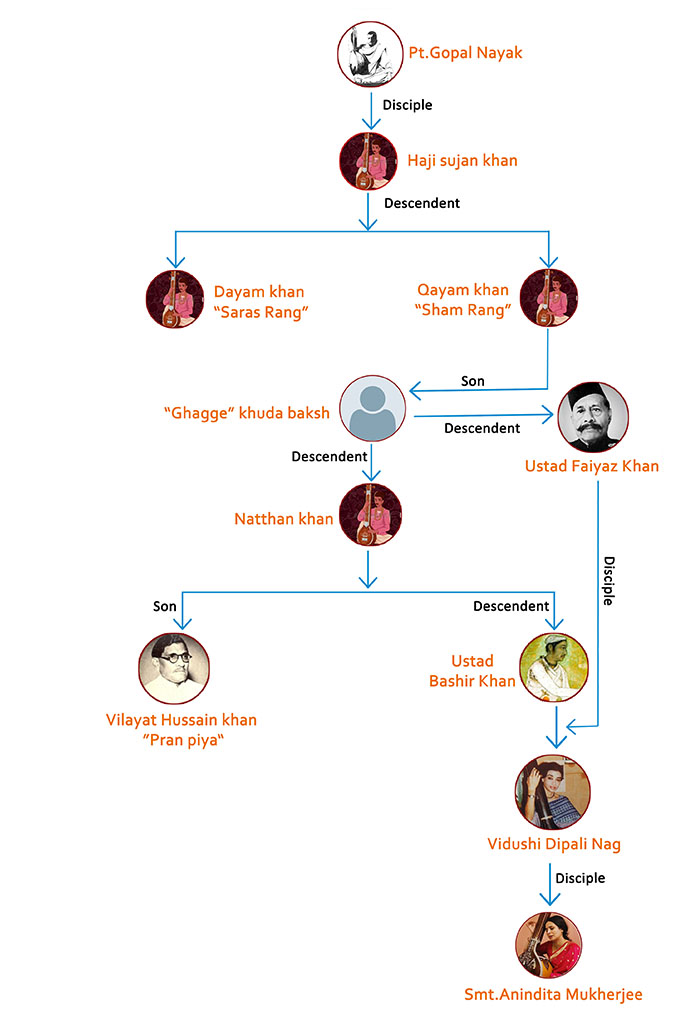 Pt.Gopal Nayak
Disciple
Haji sujan khan
Descendent
Dayam khan
“Saras Rang”
Qayam khan
“Sham Rang”
Son
“Ghagge” khuda baksh
Descendent
Ustad Faiyaz Khan
Descendent
Natthan khan
Disciple
Son
Descendent
Vilayat Hussain khan
”Pran piya“
Ustad
Bashir Khan
Vidushi Dipali Nag
Disciple
Smt.Anindita Mukherjee